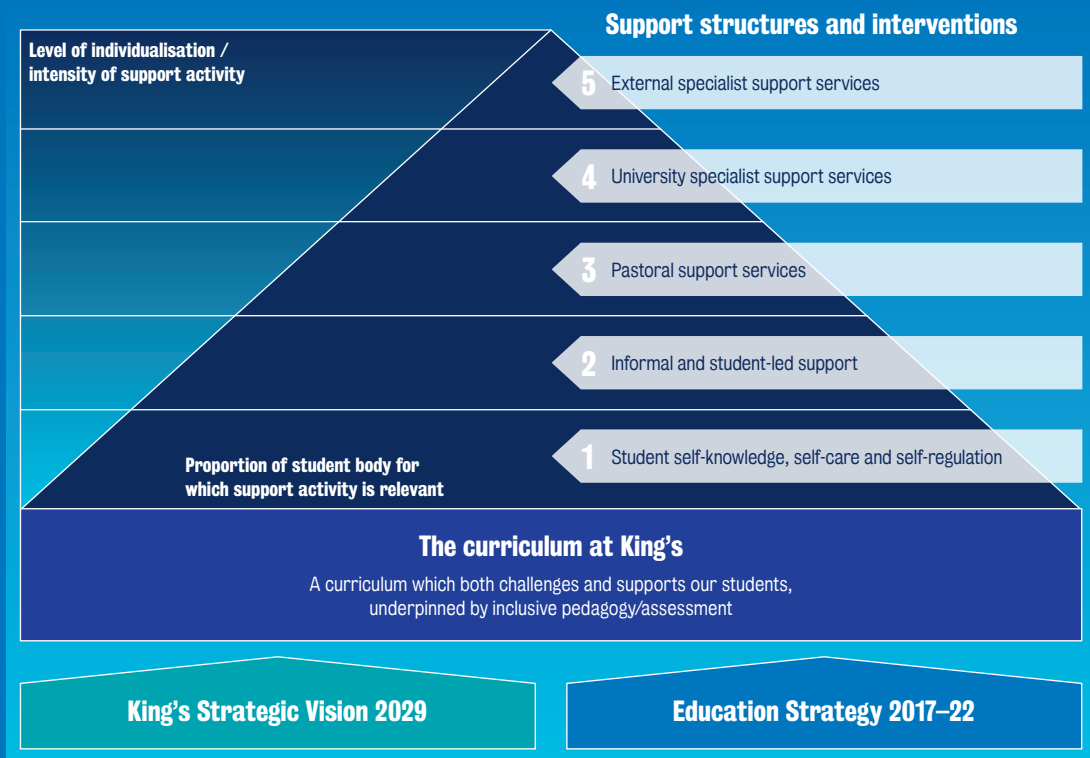 Support structures and interventions
Level of individualisation /
intensity of support activity
5 External specialist support services
4 University specialist support services
3 Pastoral support services
2 Informal and student-led support
1 Student self-knowledge, self-care and self-regulation
Proportion of student body for
which support activity is relevant
The curriculum at King’s
A curriculum which both challenges and supports our students,
underpinned by inclusive pedagogy/assessment
King’s Strategic Vision 2029
Education Strategy 2017–22